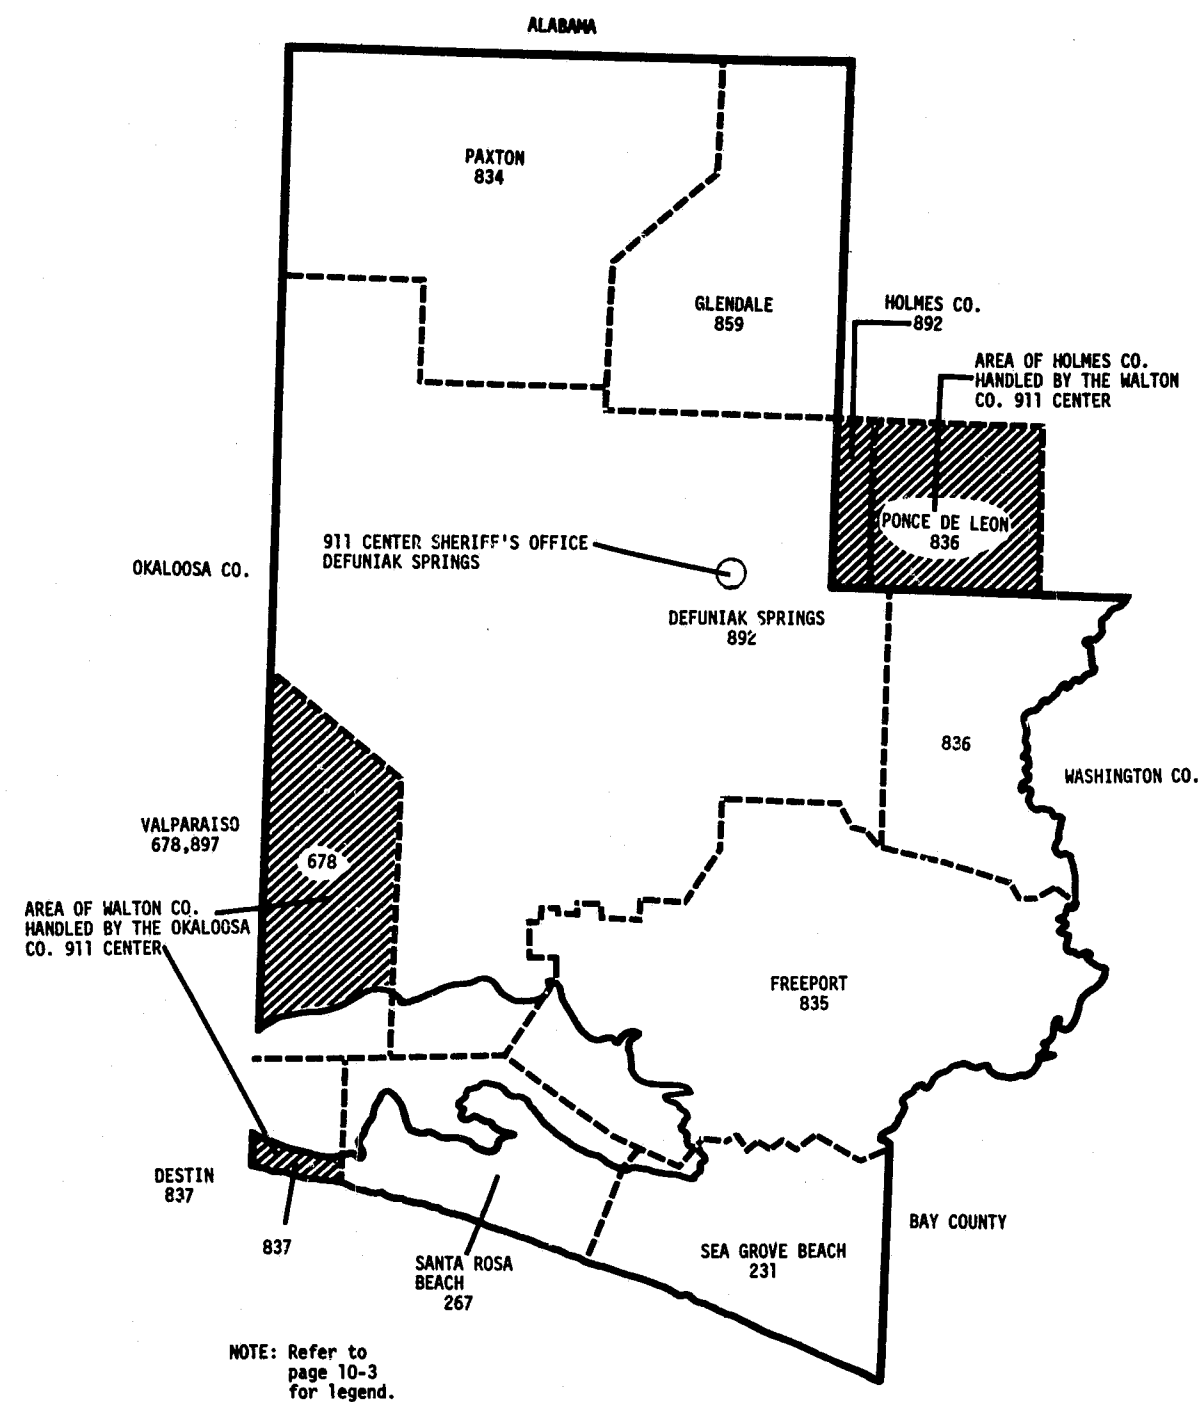 ALABAMA
PAXTON
834
GLENDALE
859
HOLMES CO.
892
AREA OF HOLMES CO.
HANDLED BY THE WALTON
CO. 911 CENTER
PONCE DE LEON
836
911 CENTER SHERIFF'S OFFICE
DEFUNIAK SPRINGS
OKALOOSA CO.
DEFUNIAK SPRINGS
892
836
WASHINGTON CO.
VALPARAISO
678,897
678
AREA OF WALTON CO.
HANDLED BY THE OKALOOSA
CO. 911 CENTER
FREEPORT
835
DESTIN
837
837
SANTA ROSA
BEACH
267
SEA GROVE BEACH
231
BAY COUNTY
NOTE: Refer to
page 10-3
for legend.